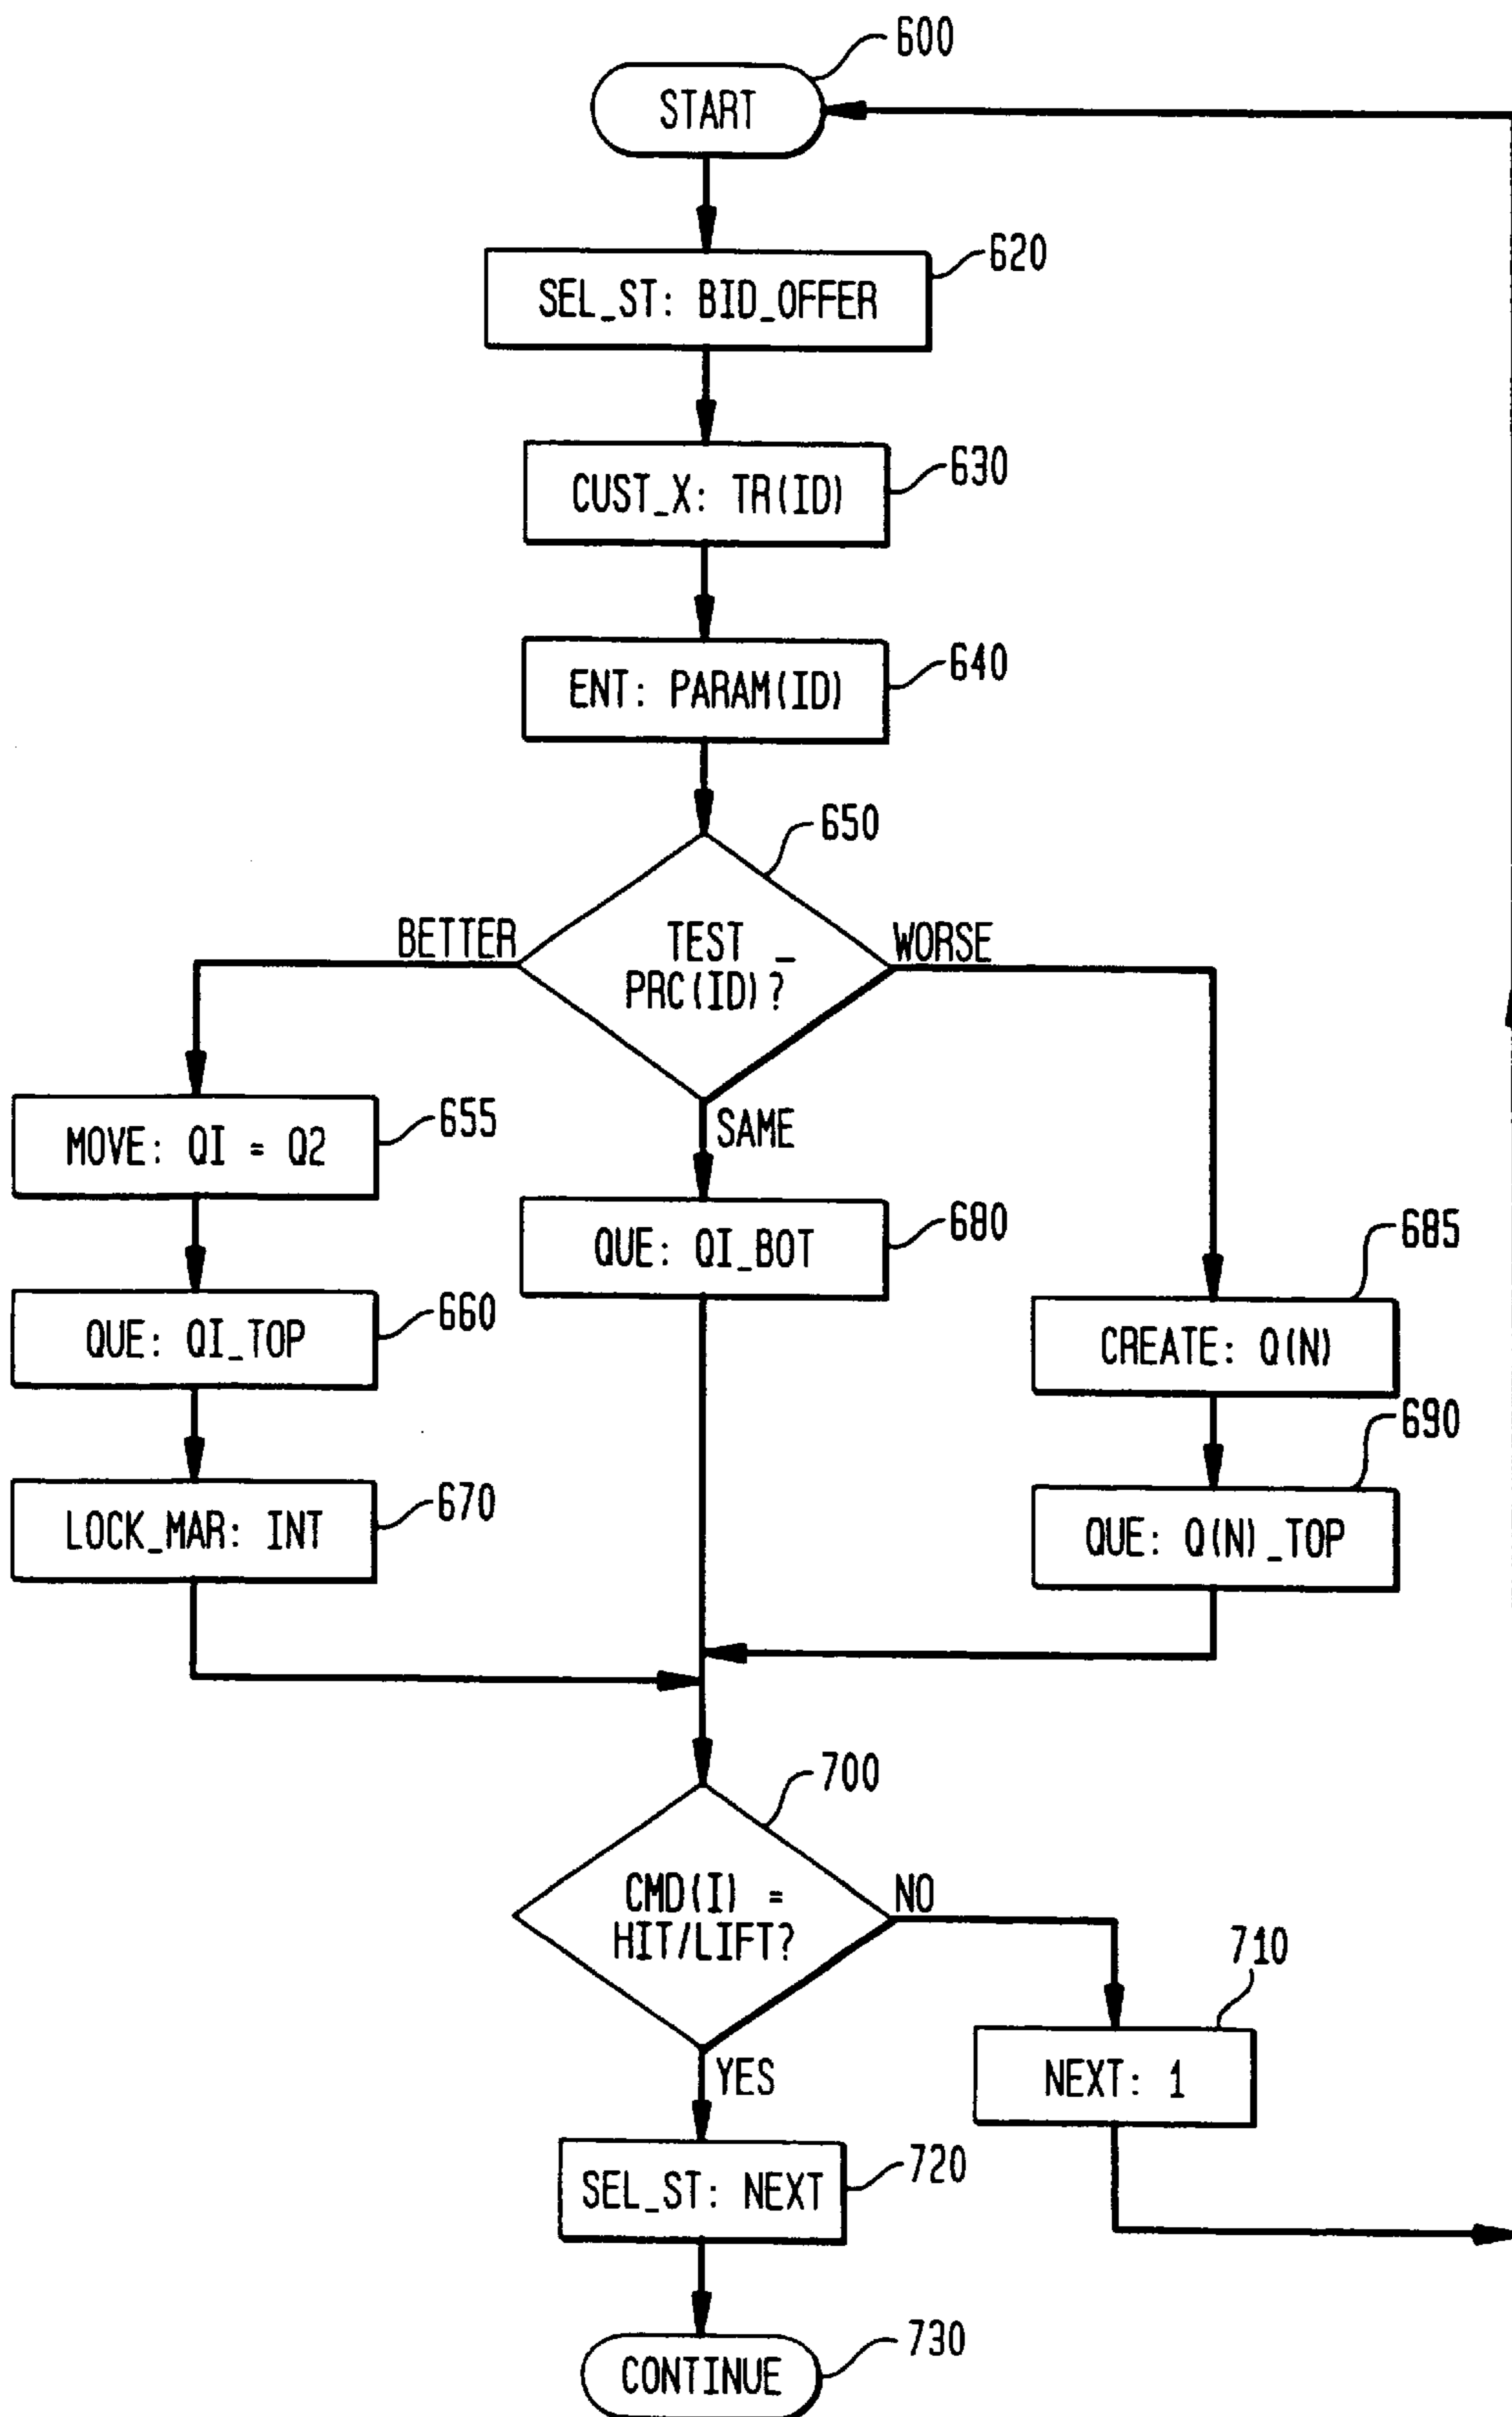 600
START
620
SEL_ST: BID_OFFER
630
CUST_X: TR(ID)
640
ENT: PARAM(ID)
650
BETTER
TEST _
PRC(ID)?
WORSE
SAME
655
MOVE: QI = Q2
660
QUE: QI_TOP
670
LOCK_MAR: INT
680
QUE: QI_BOT
685
CREATE: Q(N)
690
QUE: Q(N)_TOP
700
CMD(I) =
HIT/LIFT?
NO
YES
710
NEXT: 1
720
SEL_ST: NEXT
730
CONTINUE